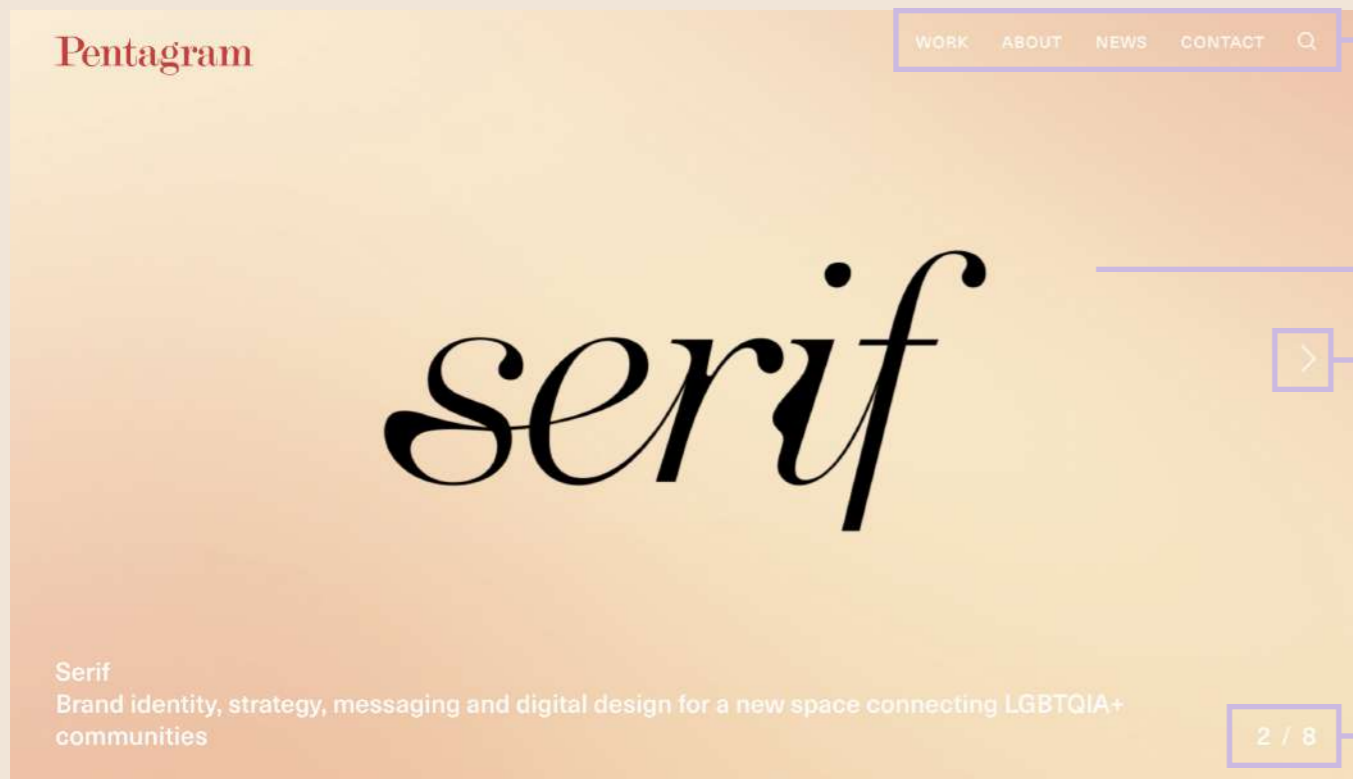 Pentagram
WORK ABOUT NEWS CONTACT
serif
Serif
Brand identity, strategy, messaging and digital design for a new space connecting LGBTQIA+
communities
2 / 8